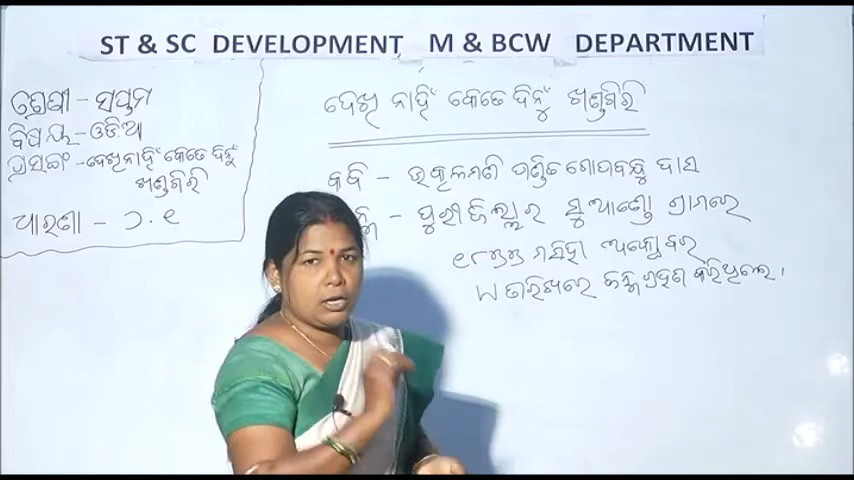 ST & SC DEVELOPMENT, M & BCW DEPARTMENT
ଶ୍ରେଣୀ - ସପ୍ତମ
ବିଷୟ - ଓଡ଼ିଆ
ପ୍ରସଙ୍ଗ - ଦେଖି ନାହିଁ କେତେ ଦିନୁଁ
ଖଣ୍ଡଗିରି
ଧାରଣା - ୨.୧
ଦେଖି ନାହିଁ କେତେ ଦିନୁଁ ଖଣ୍ଡଗିରି
କବି - ଉତ୍କଳମଣି ପଣ୍ଡିତ ଗୋପବନ୍ଧୁ ଦାସ
- ପୁରୀ ଜିଲ୍ଲାର ସୁଆଣ୍ଡୋ ଗ୍ରାମରେ
୧୮୭୭ ମସିହା ଅକ୍ଟୋବର
ତାରିଖରେ ଜନ୍ମଗ୍ରହଣ କରିଥିଲେ ।